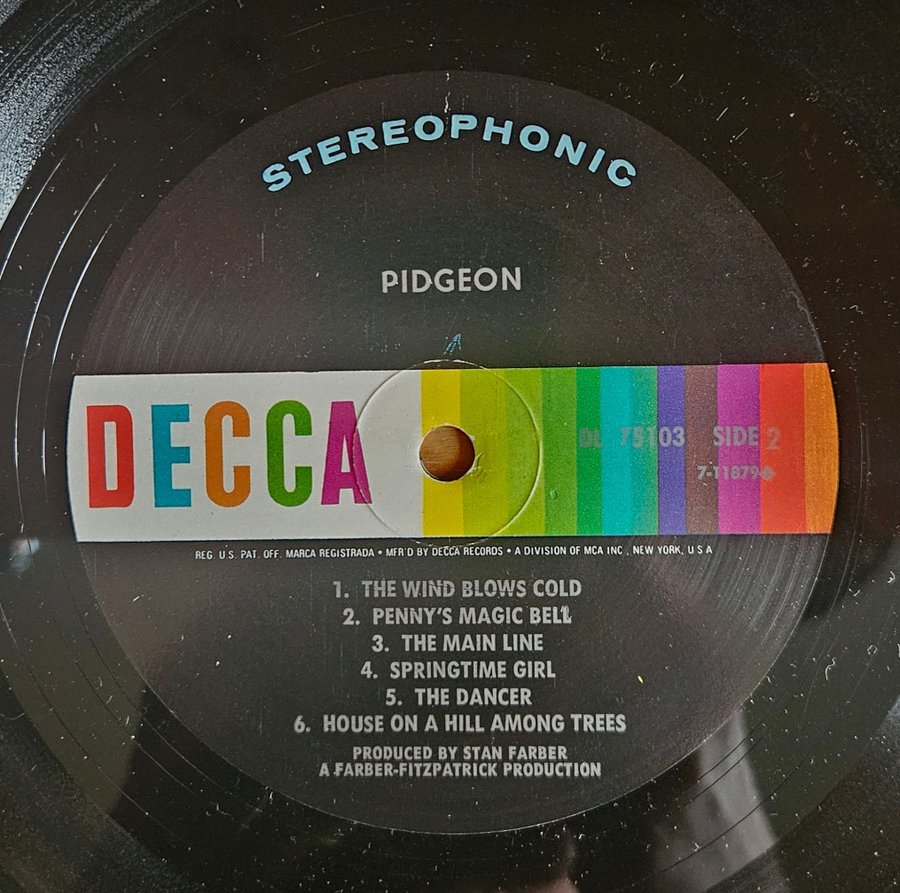 STEREOPHONIC
PIDGEON
DECCA
DL 75103 SIDE 2
7-11879
REG. U.S. PAT. OFF. MARCA REGISTRADA • MFR'D BY DECCA RECORDS • A DIVISION OF MCA INC., NEW YORK, U.S.A
1. THE WIND BLOWS COLD
2. PENNY'S MAGIC BELL
3. THE MAIN LINE
4. SPRINGTIME GIRL
5. THE DANCER
6. HOUSE ON A HILL AMONG TREES
PRODUCED BY STAN FARBER
A FARBER-FITZPATRICK PRODUCTION